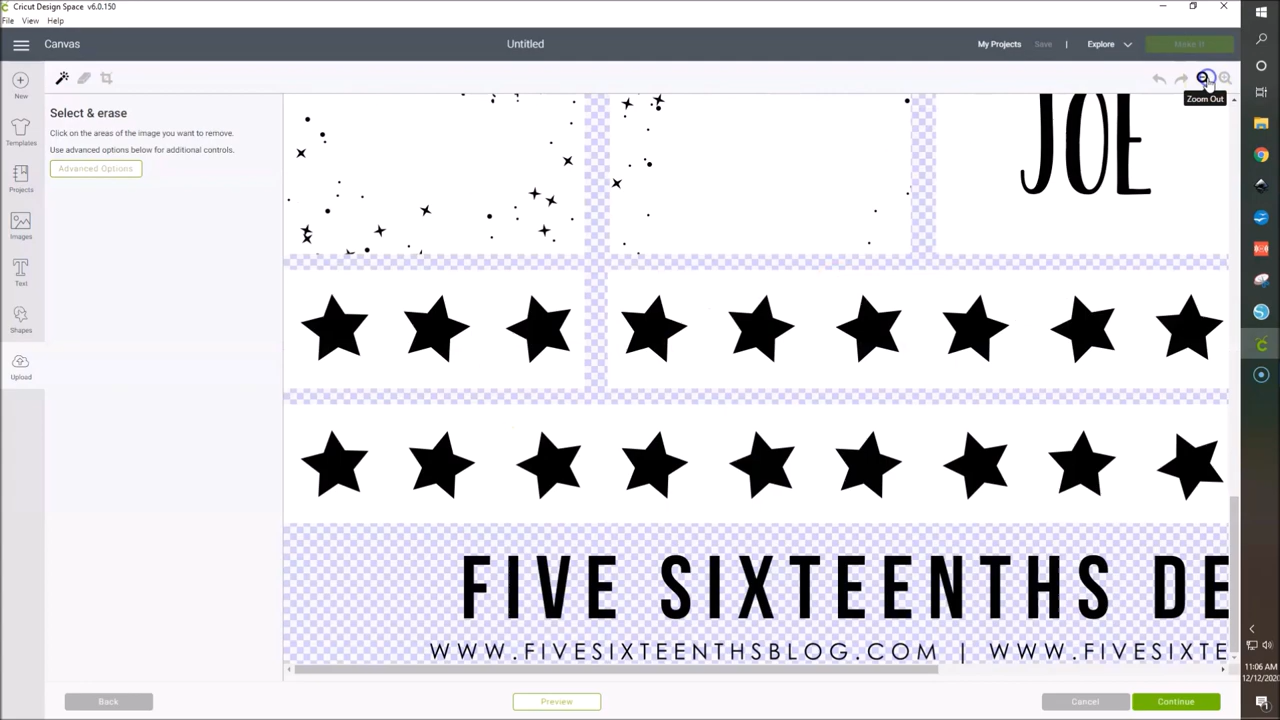 Cricut Design Space v6.0.150
File View Help
Canvas
Untitled
My Projects Save | Explore
Make It
Zoom Out
New
Templates
Projects
Images
Text
Shapes
Upload
Select & erase
Click on the areas of the image you want to remove.
Use advanced options below for additional controls.
Advanced Options
JOE
FIVE SIXTEENTHS DE
WWW.FIVESIXTEENTHSBLOG.COM | WWW.FIVESIXTE
Back
Preview
Cancel
Continue
11:06 AM
12/12/2020